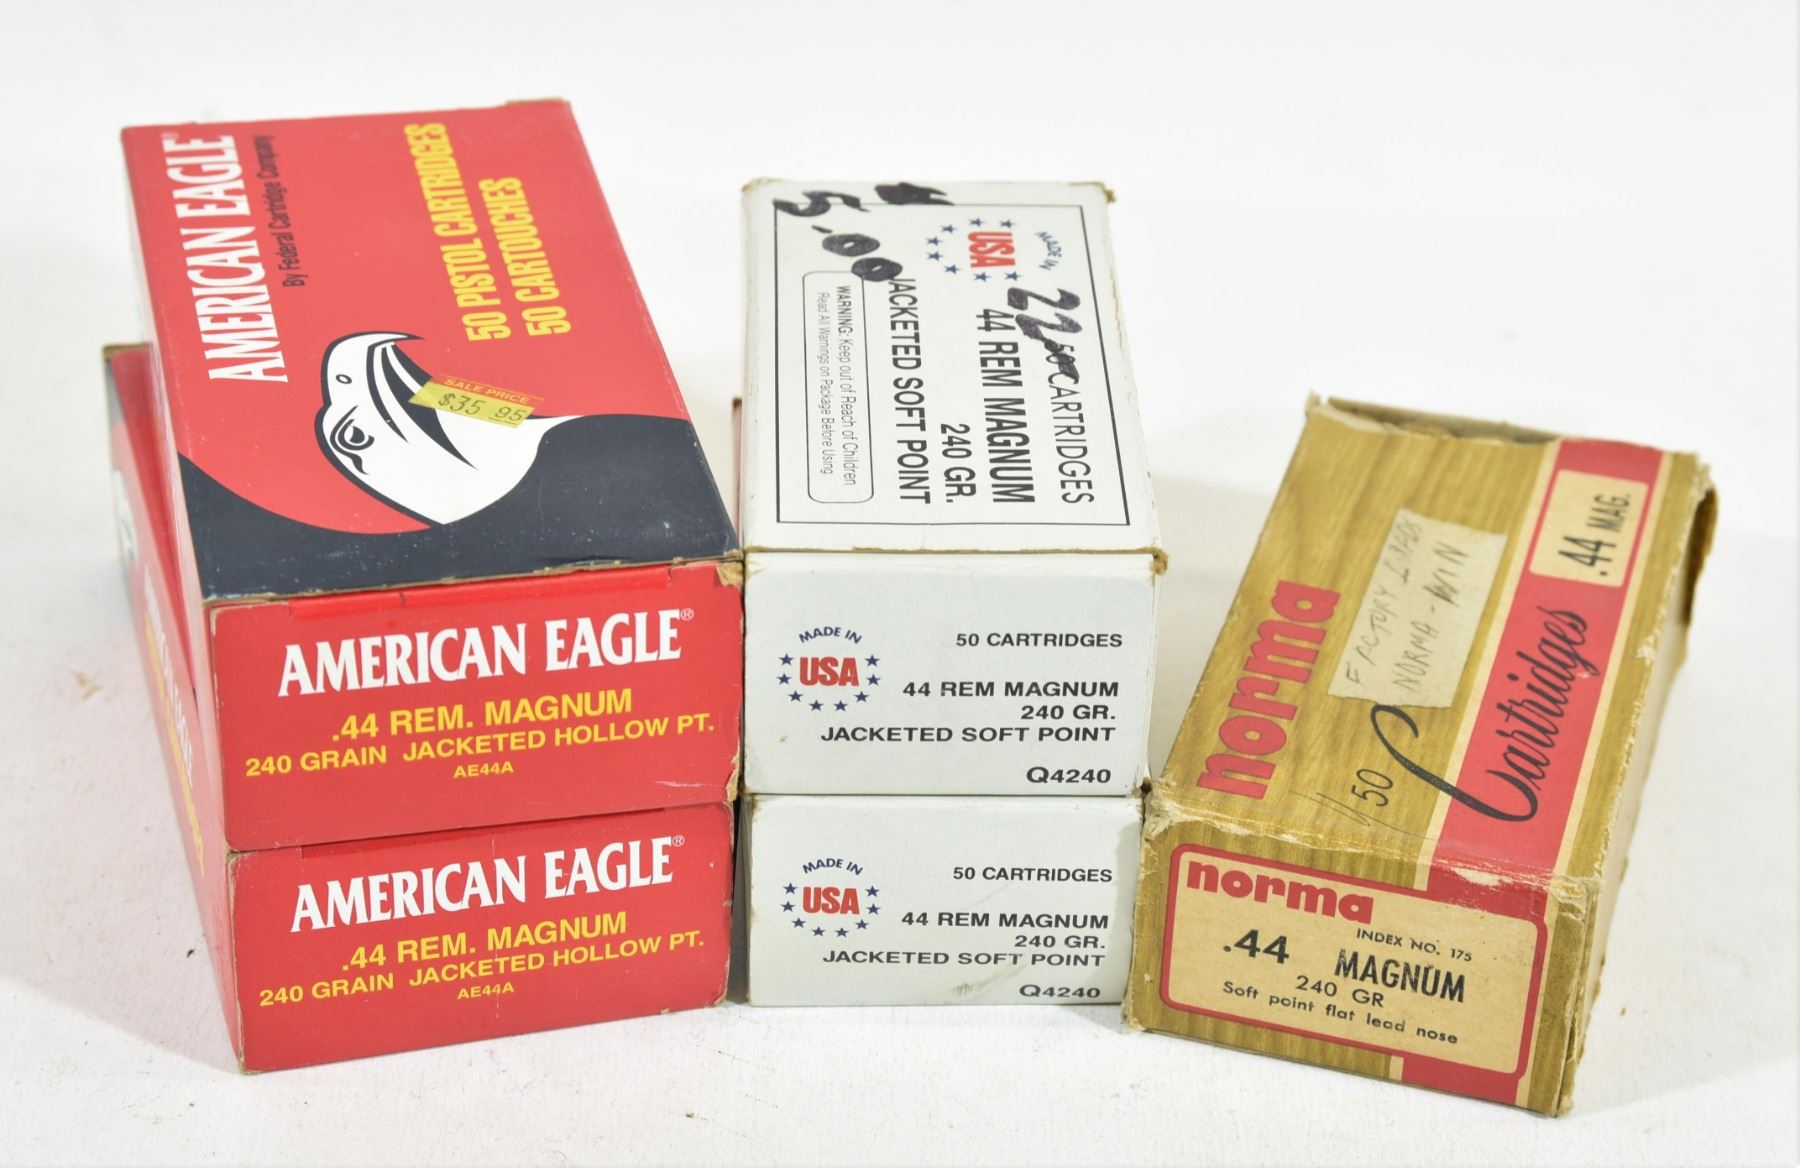 AMERICAN EAGLE®
By Federal Cartridge Company
50 PISTOL CARTRIDGES
50 CARTOUCHES
SALE PRICE
$35 95
AMERICAN EAGLE®
.44 REM. MAGNUM
240 GRAIN JACKETED HOLLOW PT.
AE44A
AMERICAN EAGLE®
.44 REM. MAGNUM
240 GRAIN JACKETED HOLLOW PT.
AE44A
MADE IN
USA
22
50 CARTRIDGES
44 REM MAGNUM
240 GR.
JACKETED SOFT POINT
5.00
WARNING: Keep out of Reach of Children
Read All Warnings on Package Before Using.
MADE IN
USA
50 CARTRIDGES
44 REM MAGNUM
240 GR.
JACKETED SOFT POINT
Q4240
MADE IN
USA
50 CARTRIDGES
44 REM MAGNUM
240 GR.
JACKETED SOFT POINT
Q4240
norma
FACTORY LOADS
NORMA - WIN
50
Cartridges
.44 MAG.
norma
INDEX NO. 175
.44 MAGNUM
240 GR
Soft point flat lead nose